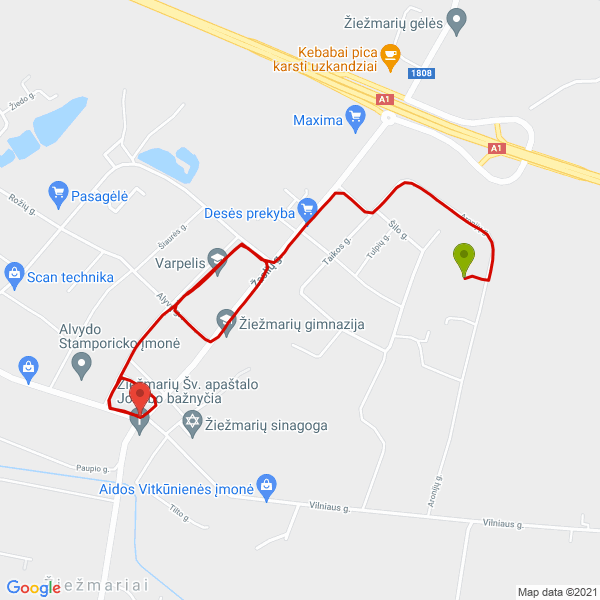 Žiežmarių gėlės
Kebabai pica
karsti uzkandziai
1808
A1
Maxima
A1
Žiedo g.
Pasagėlė
Rožių g.
Šiaurės g.
Desės prekyba
Šilo g.
Tulpių g.
Taikos g.
Varpelis
Žaslių g.
Scan technika
Alyvų g.
Žiežmarių gimnazija
Alvydo
Stamporicko įmonė
Žiežmarių Šv. apaštalo
bažnyčia
Žiežmarių sinagoga
Paupio g.
Aidos Vitkūnienės įmonė
Aronijų g.
Vilniaus g.
Vilniaus g.
Tilto g.
Žiežmariai
Google
Map data ©2021